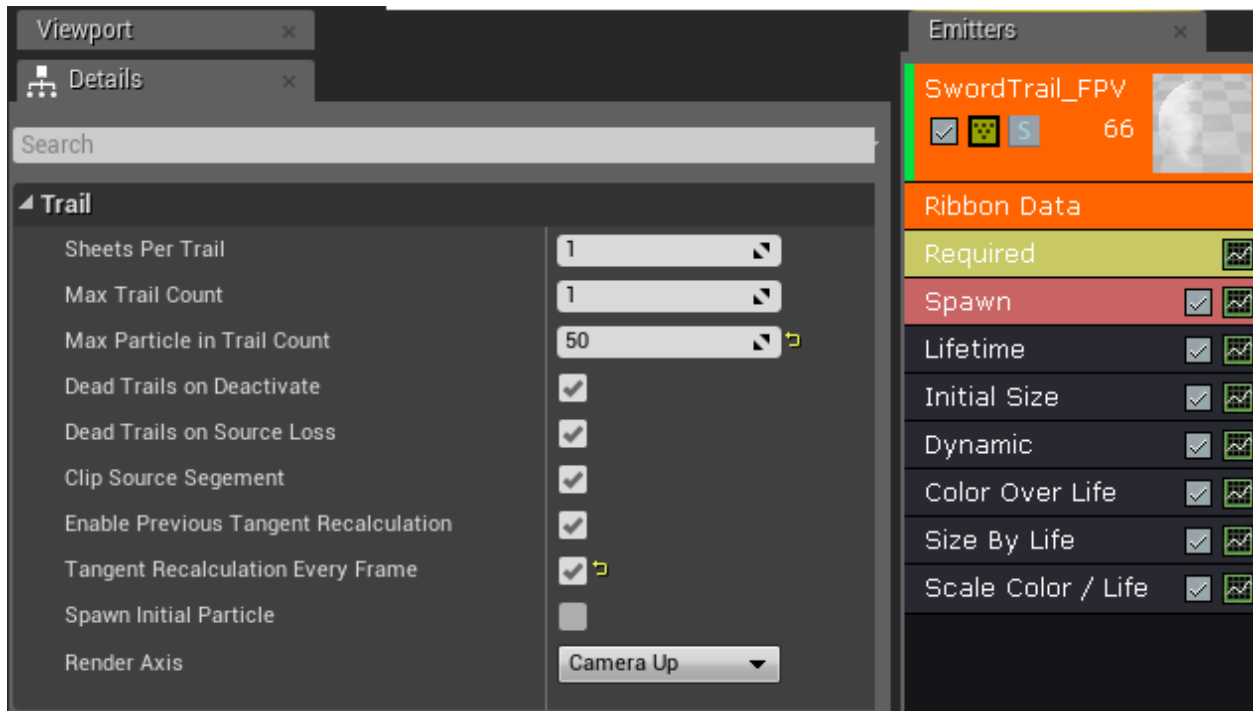 Viewport
Details
Search
Trail
Sheets Per Trail 1
Max Trail Count 1
Max Particle in Trail Count 50
Dead Trails on Deactivate
Dead Trails on Source Loss
Clip Source Segement
Enable Previous Tangent Recalculation
Tangent Recalculation Every Frame
Spawn Initial Particle
Render Axis Camera Up
Emitters
SwordTrail_FPV
S 66
Ribbon Data
Required
Spawn
Lifetime
Initial Size
Dynamic
Color Over Life
Size By Life
Scale Color / Life